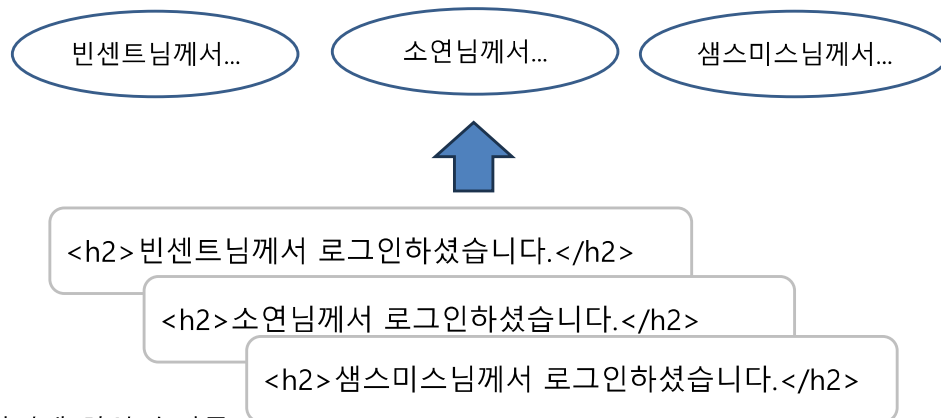 빈센트님께서...
소연님께서...
샘스미스님께서...
<h2>빈센트님께서 로그인하셨습니다.</h2>
<h2>소연님께서 로그인하셨습니다.</h2>
<h2>샘스미스님께서 로그인하셨습니다.</h2>